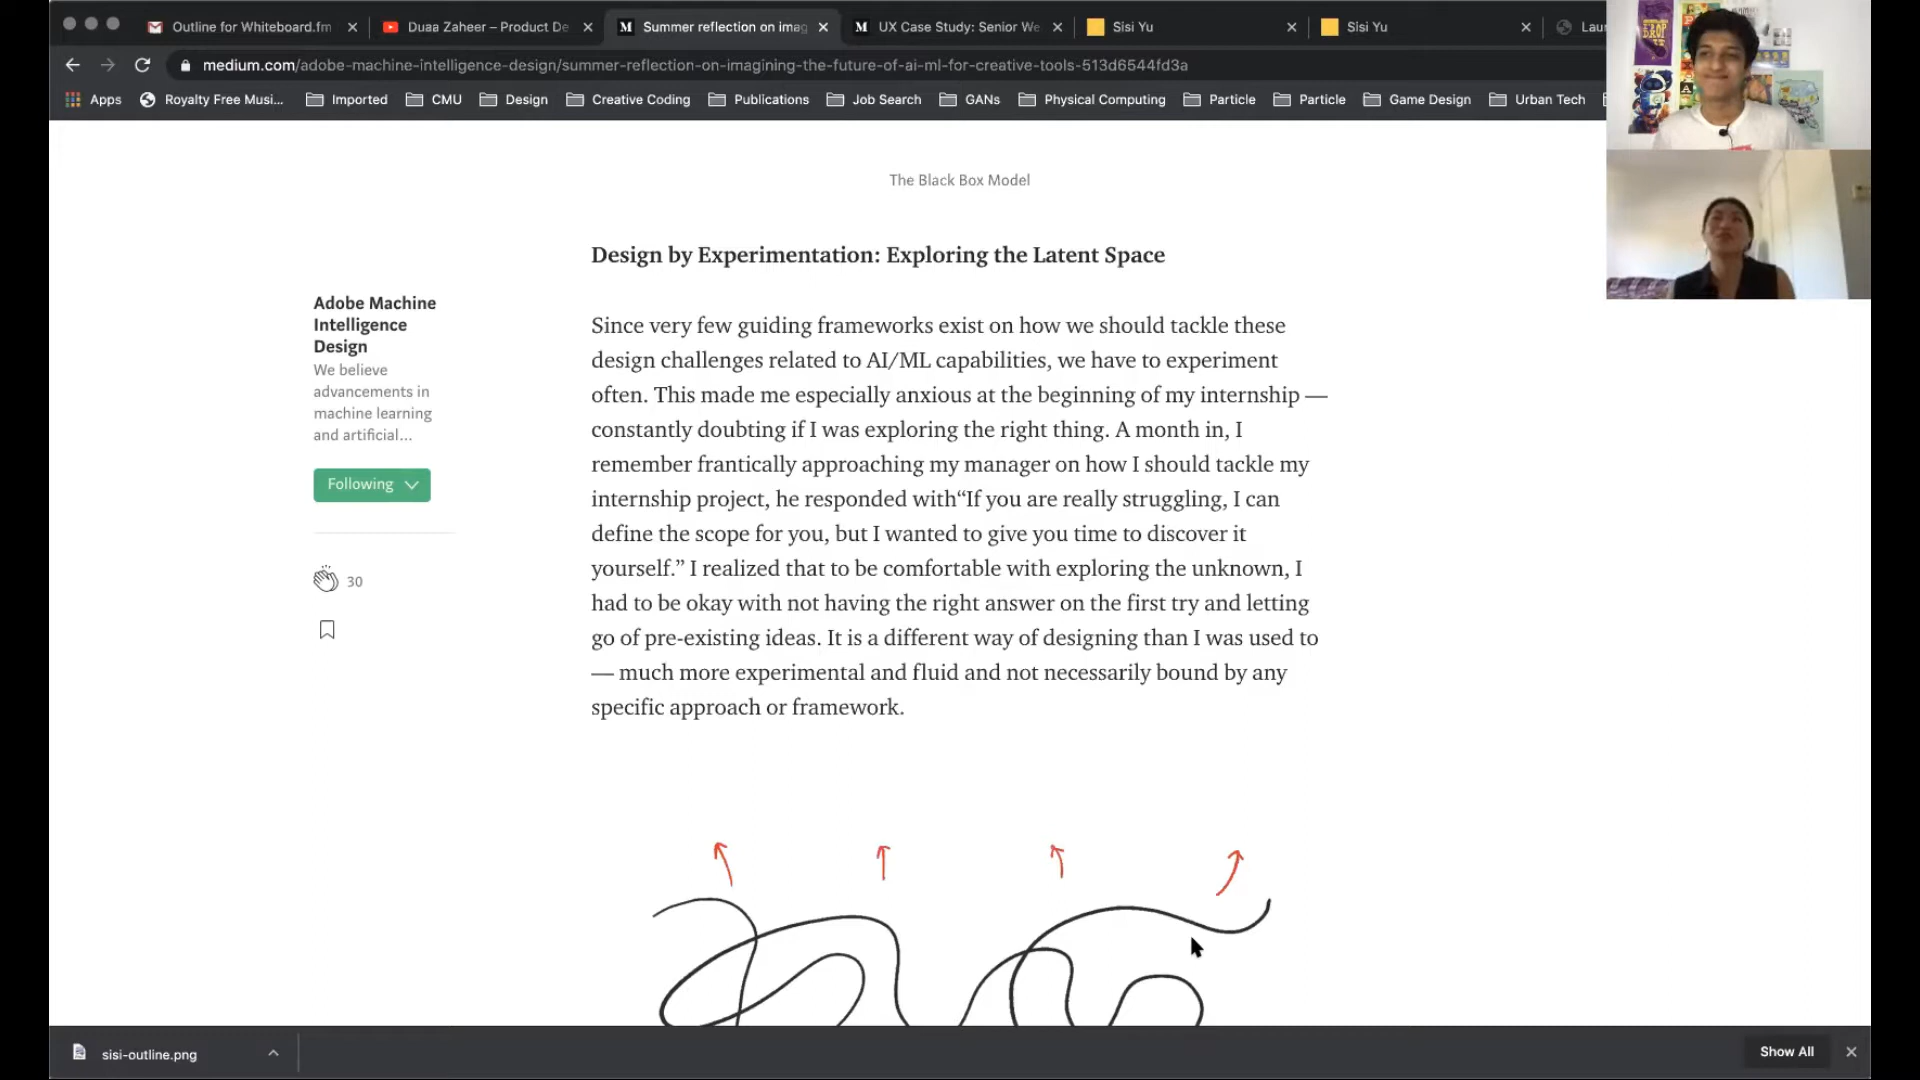 Outline for Whiteboard.fm
Duaa Zaheer – Product De
Summer reflection on imag
UX Case Study: Senior We
Sisi Yu
SIsi Yu
Lau
medium.com/adobe-machine-intelligence-design/summer-reflection-on-imagining-the-future-of-ai-ml-for-creative-tools-513d6544fd3a
Apps
Royalty Free Musi...
Imported
CMU
Design
Creative Coding
Publications
Job Search
GANs
Physical Computing
Particle
Particle
Game Design
Urban Tech
The Black Box Model
Design by Experimentation: Exploring the Latent Space
Adobe Machine
Intelligence
Design
We believe
advancements in
machine learning
and artificial...
Following
30
Since very few guiding frameworks exist on how we should tackle these
design challenges related to AI/ML capabilities, we have to experiment
often. This made me especially anxious at the beginning of my internship —
constantly doubting if I was exploring the right thing. A month in, I
remember frantically approaching my manager on how I should tackle my
internship project, he responded with“If you are really struggling, I can
define the scope for you, but I wanted to give you time to discover it
yourself.” I realized that to be comfortable with exploring the unknown, I
had to be okay with not having the right answer on the first try and letting
go of pre-existing ideas. It is a different way of designing than I was used to
— much more experimental and fluid and not necessarily bound by any
specific approach or framework.
sisi-outline.png
Show All